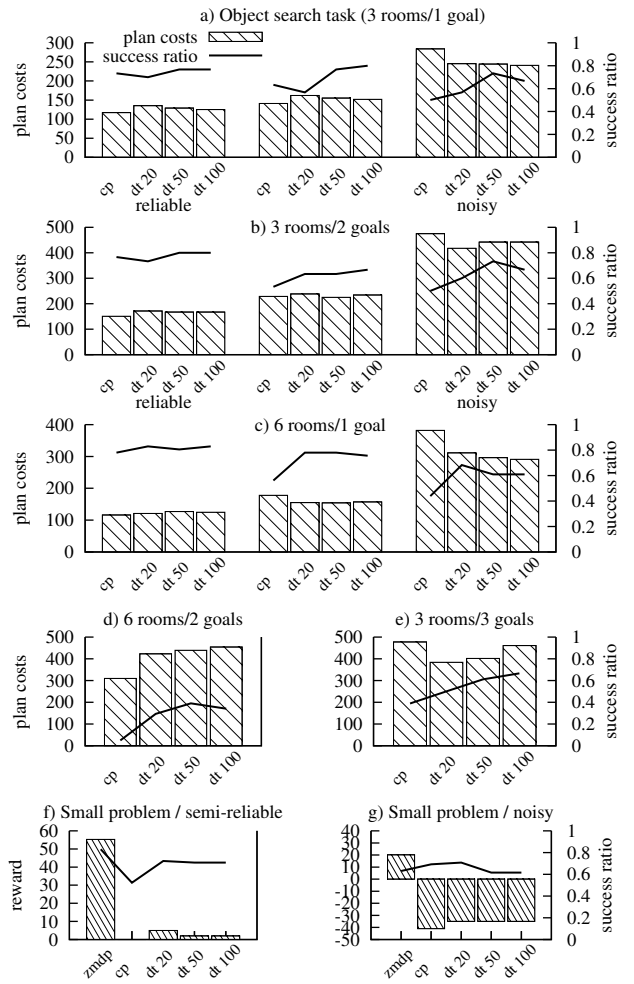 a) Object search task (3 rooms/1 goal)
plan costs
success ratio
plan costs
300
250
200
150
100
50
0
1
0.8
0.6
0.4
0.2
0
success ratio
cp dt 20 dt 50 dt 100 cp dt 20 dt 50 dt 100 cp dt 20 dt 50 dt 100
reliable noisy
b) 3 rooms/2 goals
plan costs
500
400
300
200
100
0
1
0.8
0.6
0.4
0.2
0
success ratio
cp dt 20 dt 50 dt 100 cp dt 20 dt 50 dt 100 cp dt 20 dt 50 dt 100
reliable noisy
c) 6 rooms/1 goal
plan costs
400
300
200
100
0
1
0.8
0.6
0.4
0.2
0
success ratio
cp dt 20 dt 50 dt 100 cp dt 20 dt 50 dt 100 cp dt 20 dt 50 dt 100
d) 6 rooms/2 goals
plan costs
500
400
300
200
100
0
cp dt 20 dt 50 dt 100
e) 3 rooms/3 goals
500
400
300
200
100
0
1
0.8
0.6
0.4
0.2
0
success ratio
cp dt 20 dt 50 dt 100
f) Small problem / semi-reliable
reward
60
50
40
30
20
10
0
zmdp cp dt 20 dt 50 dt 100
g) Small problem / noisy
40
30
20
10
0
-10
-20
-30
-40
-50
1
0.8
0.6
0.4
0.2
0
success ratio
zmdp cp dt 20 dt 50 dt 100